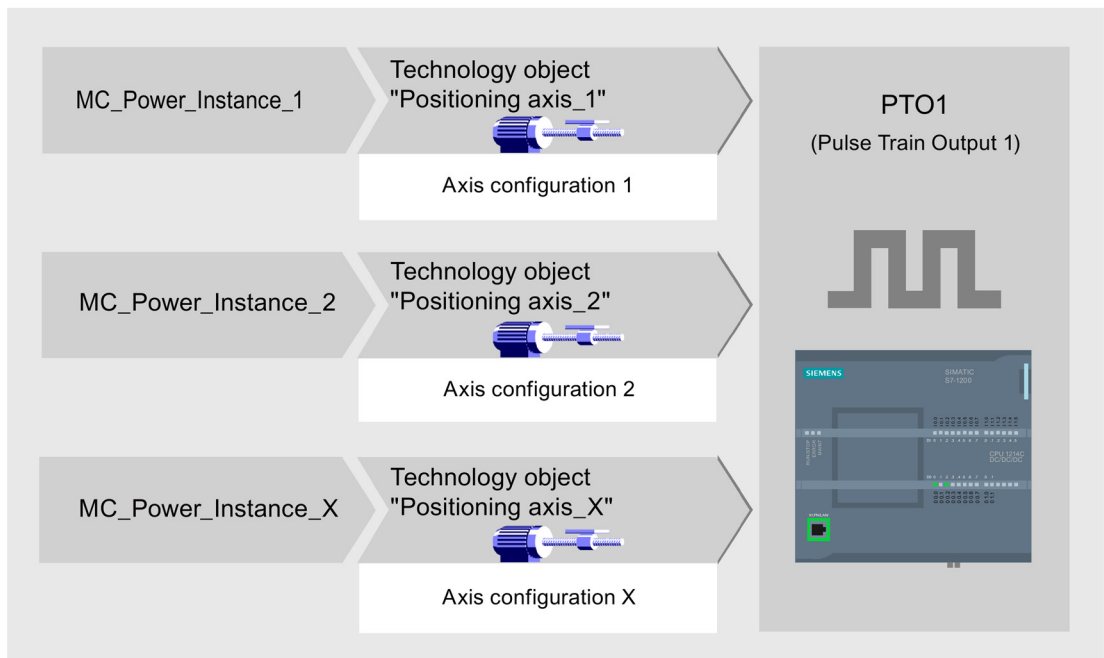 MC_Power_Instance_1
Technology object
"Positioning axis_1"
Axis configuration 1
MC_Power_Instance_2
Technology object
"Positioning axis_2"
Axis configuration 2
MC_Power_Instance_X
Technology object
"Positioning axis_X"
Axis configuration X
PTO1
(Pulse Train Output 1)
SIEMENS
SIMATIC
S7-1200
CPU 1214C
DC/DC/DC